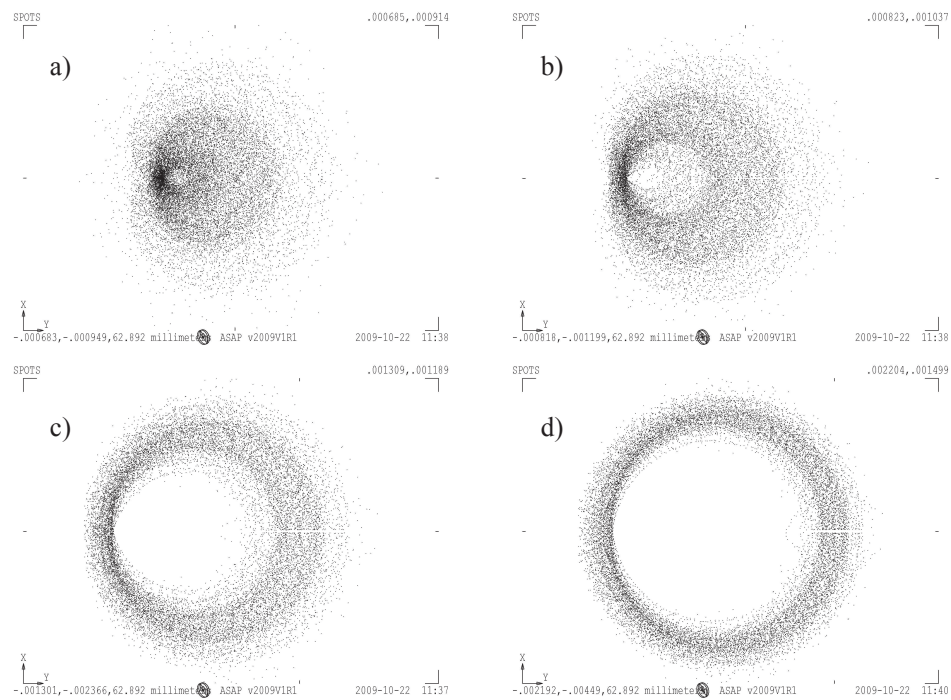 SPOTS .000685,.000914
a)
X
Y
-.000683,-.000949,62.892 millimeters ASAP v2009V1R1 2009-10-22 11:38
SPOTS .000823,.001037
b)
X
Y
-.000818,-.001199,62.892 millimeters ASAP v2009V1R1 2009-10-22 11:38
SPOTS .001309,.001189
c)
X
Y
-.001301,-.002366,62.892 millimeters ASAP v2009V1R1 2009-10-22 11:37
SPOTS .002204,.001499
d)
X
Y
-.002192,-.00449,62.892 millimeters ASAP v2009V1R1 2009-10-22